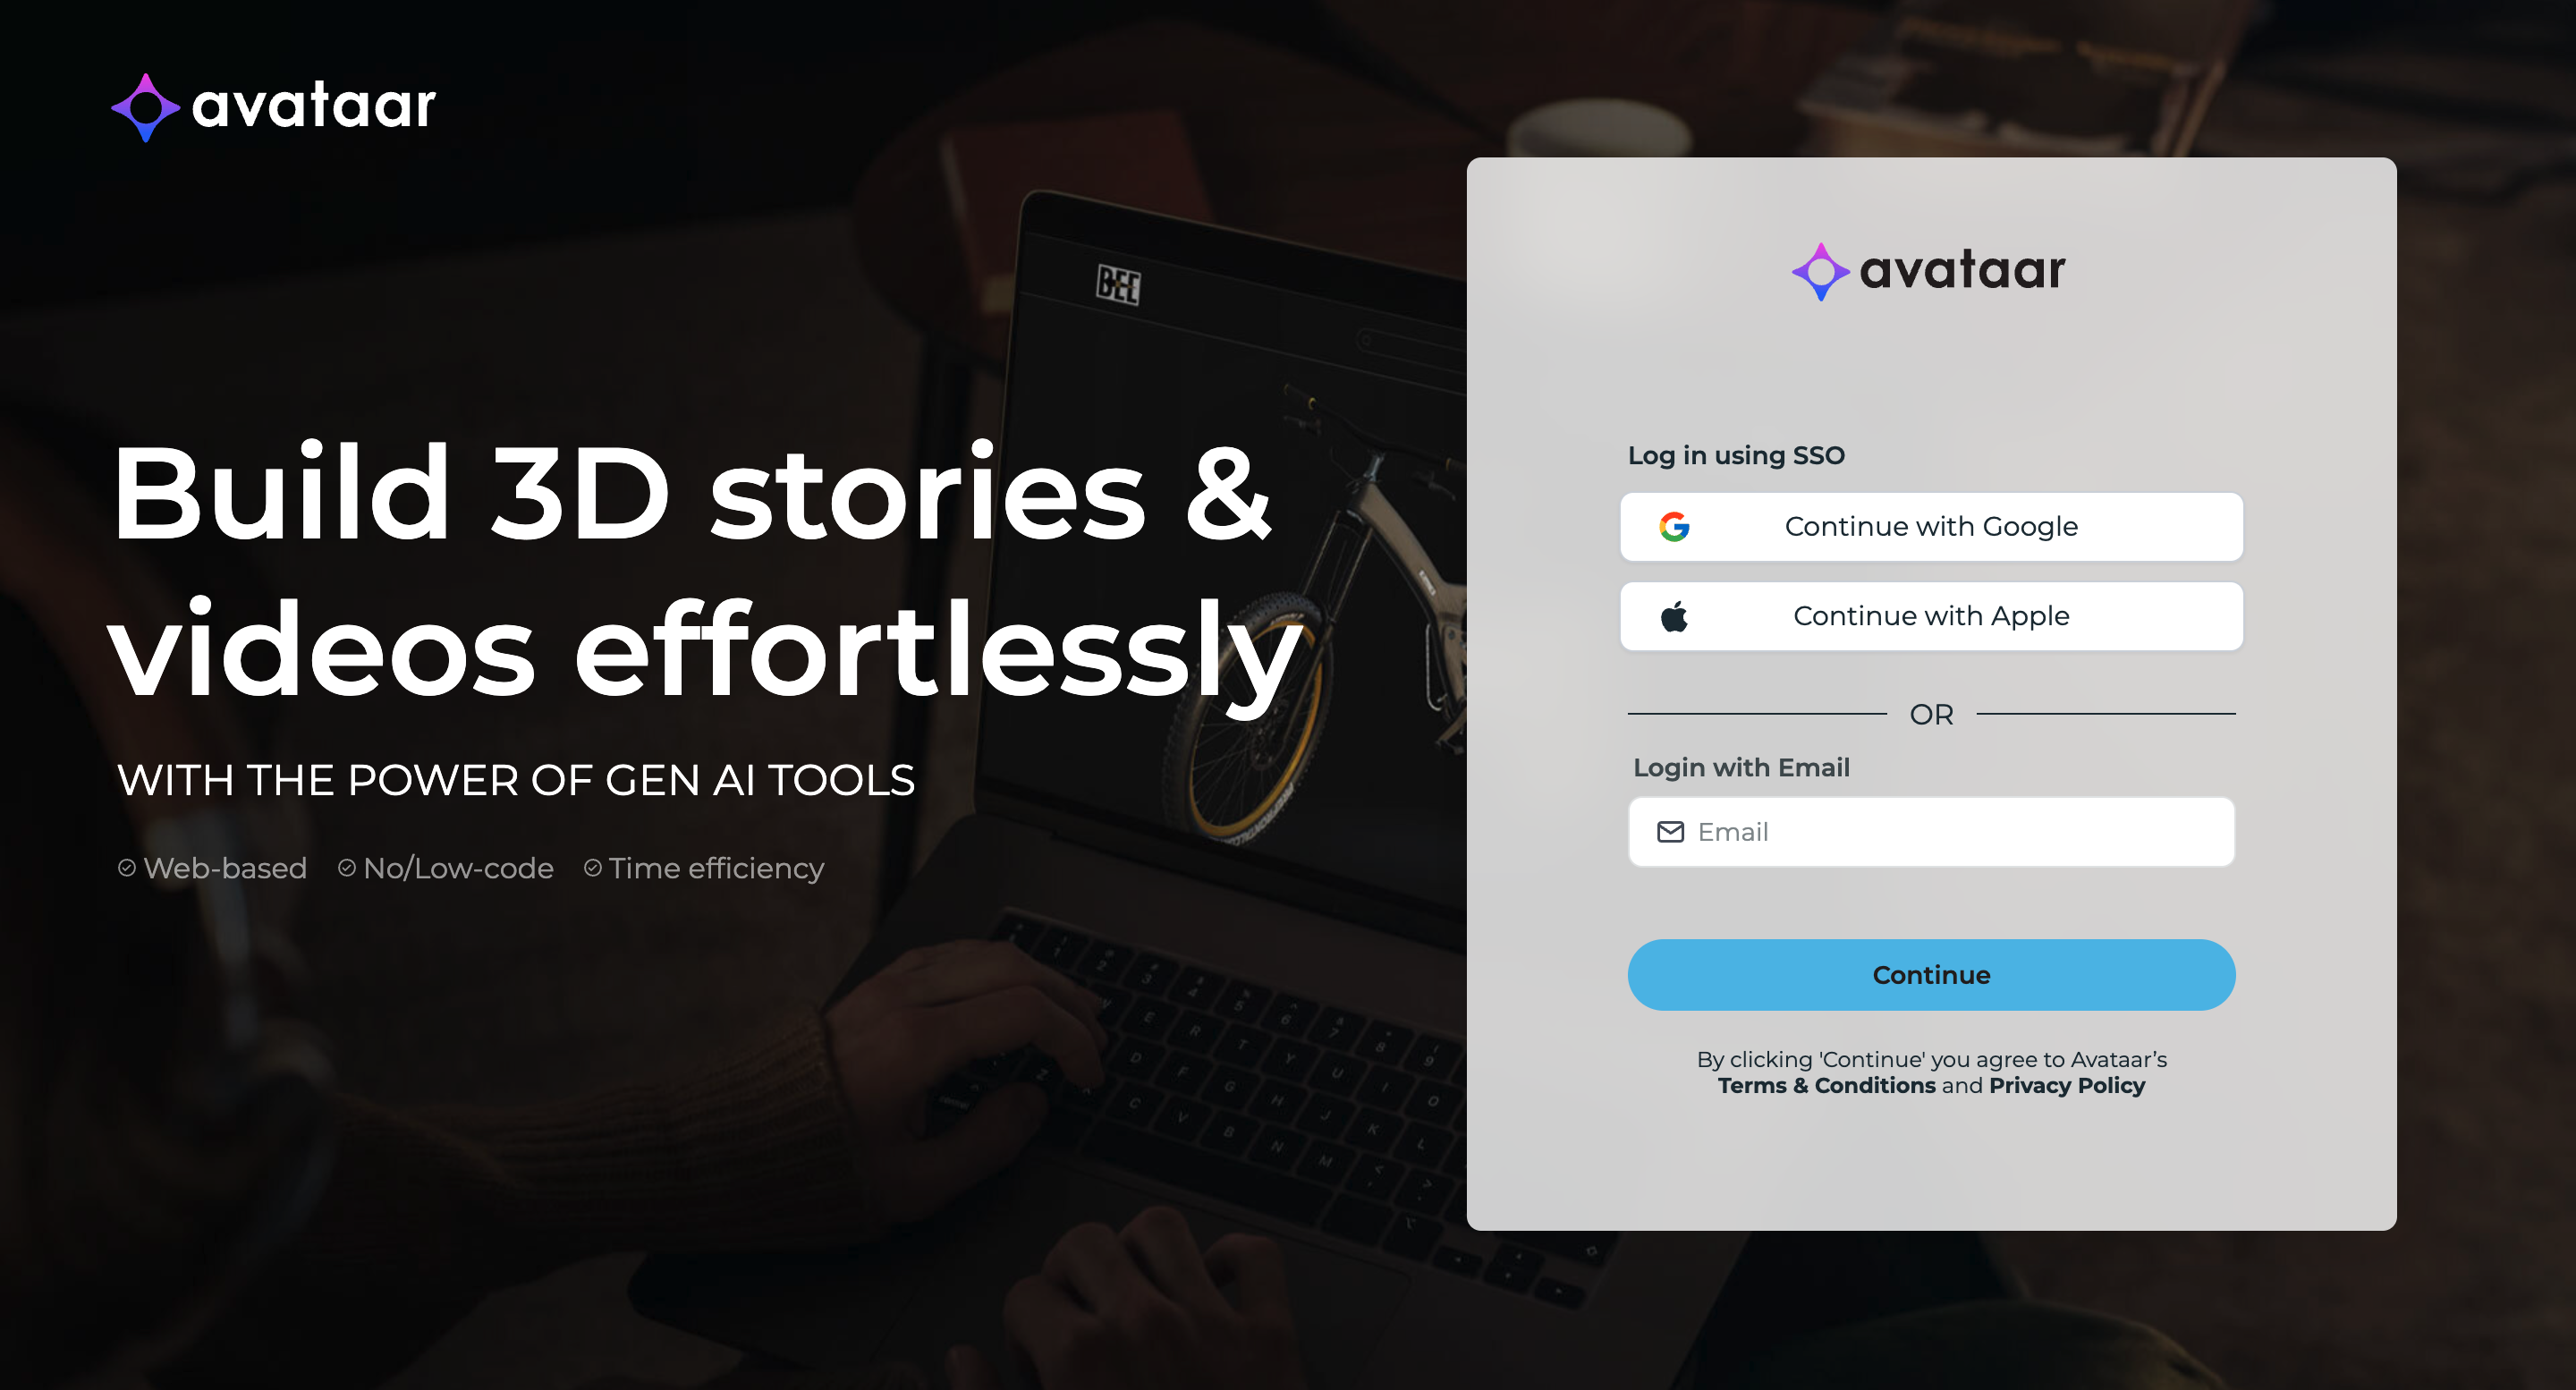 avataar
Build 3D stories &
videos effortlessly
WITH THE POWER OF GEN AI TOOLS
Web-based No/Low-code Time efficiency
BEE
avataar
Log in using SSO
Continue with Google
Continue with Apple
OR
Login with Email
Email
Continue
By clicking 'Continue' you agree to Avataar’s
Terms & Conditions and Privacy Policy